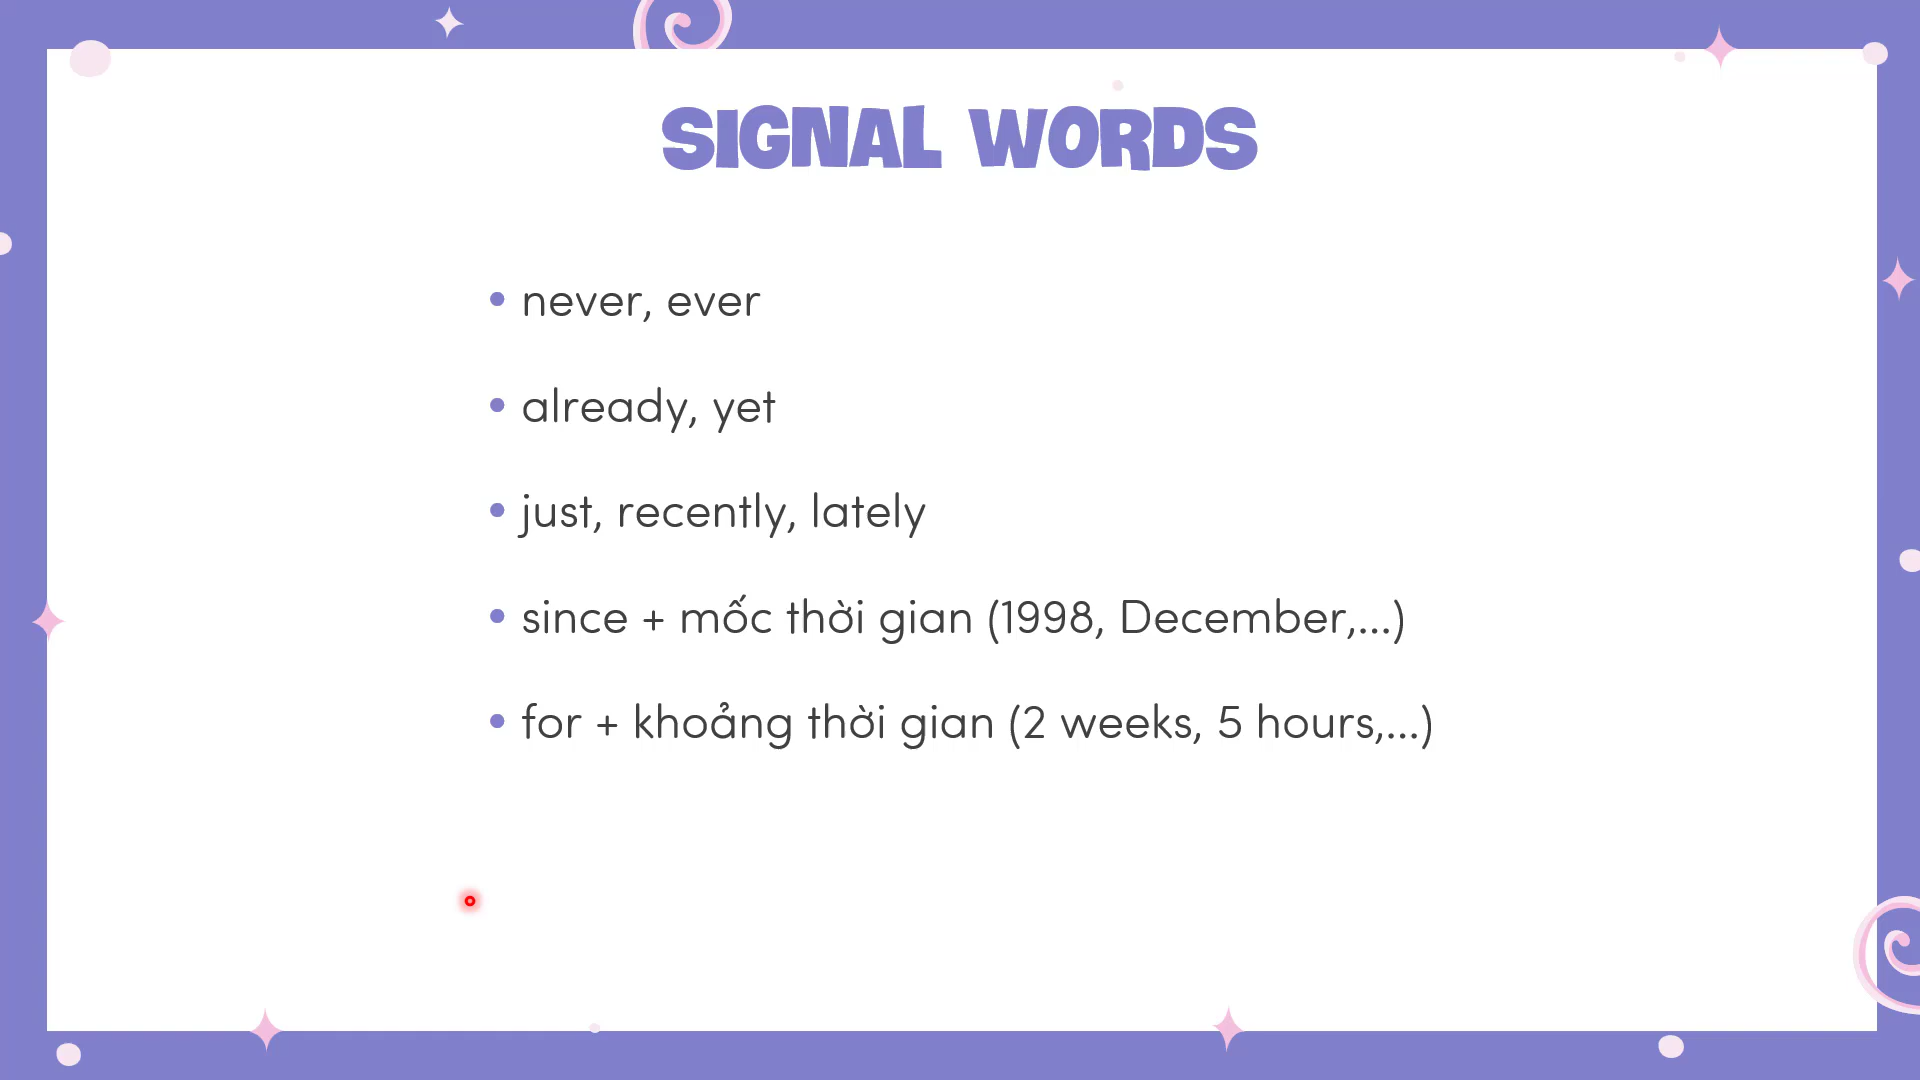 SIGNAL WORDS
• never, ever
• already, yet
• just, recently, lately
• since + mốc thời gian (1998, December,...)
• for + khoảng thời gian (2 weeks, 5 hours,...)